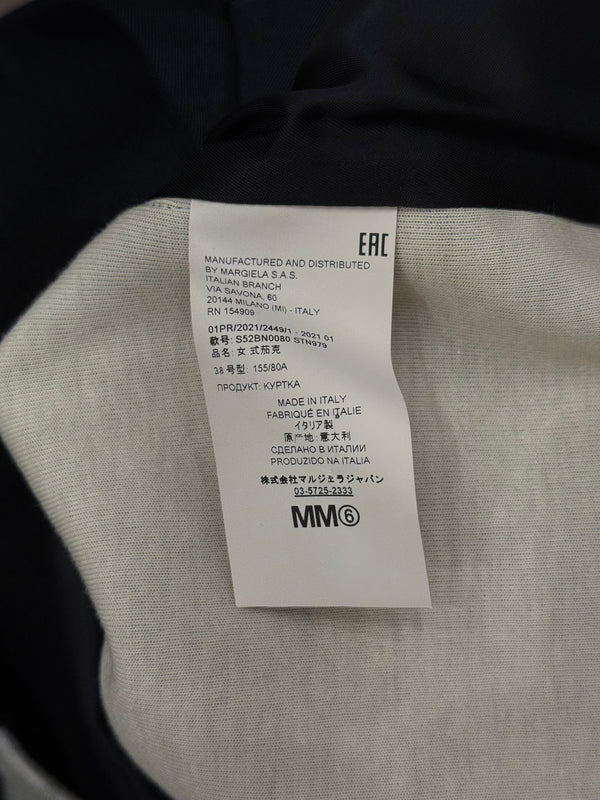 EAC
MANUFACTURED AND DISTRIBUTED
BY MARGIELA S.A.S.
ITALIAN BRANCH
VIA SAVONA, 60
20144 MILANO (MI) - ITALY
RN 154909
01PR/2021/2449/1 - 2021 01
款号: S52BN0080 STN979
品名: 女式茄克
38 号型: 155/80A
ПРОДУКТ: КУРТКА
MADE IN ITALY
FABRIQUÉ EN ITALIE
イタリア製
原产地: 意大利
СДЕЛАНО В ИТАЛИИ
PRODUZIDO NA ITALIA
株式会社マルジェラジャパン
03-5725-2333
MM⑥